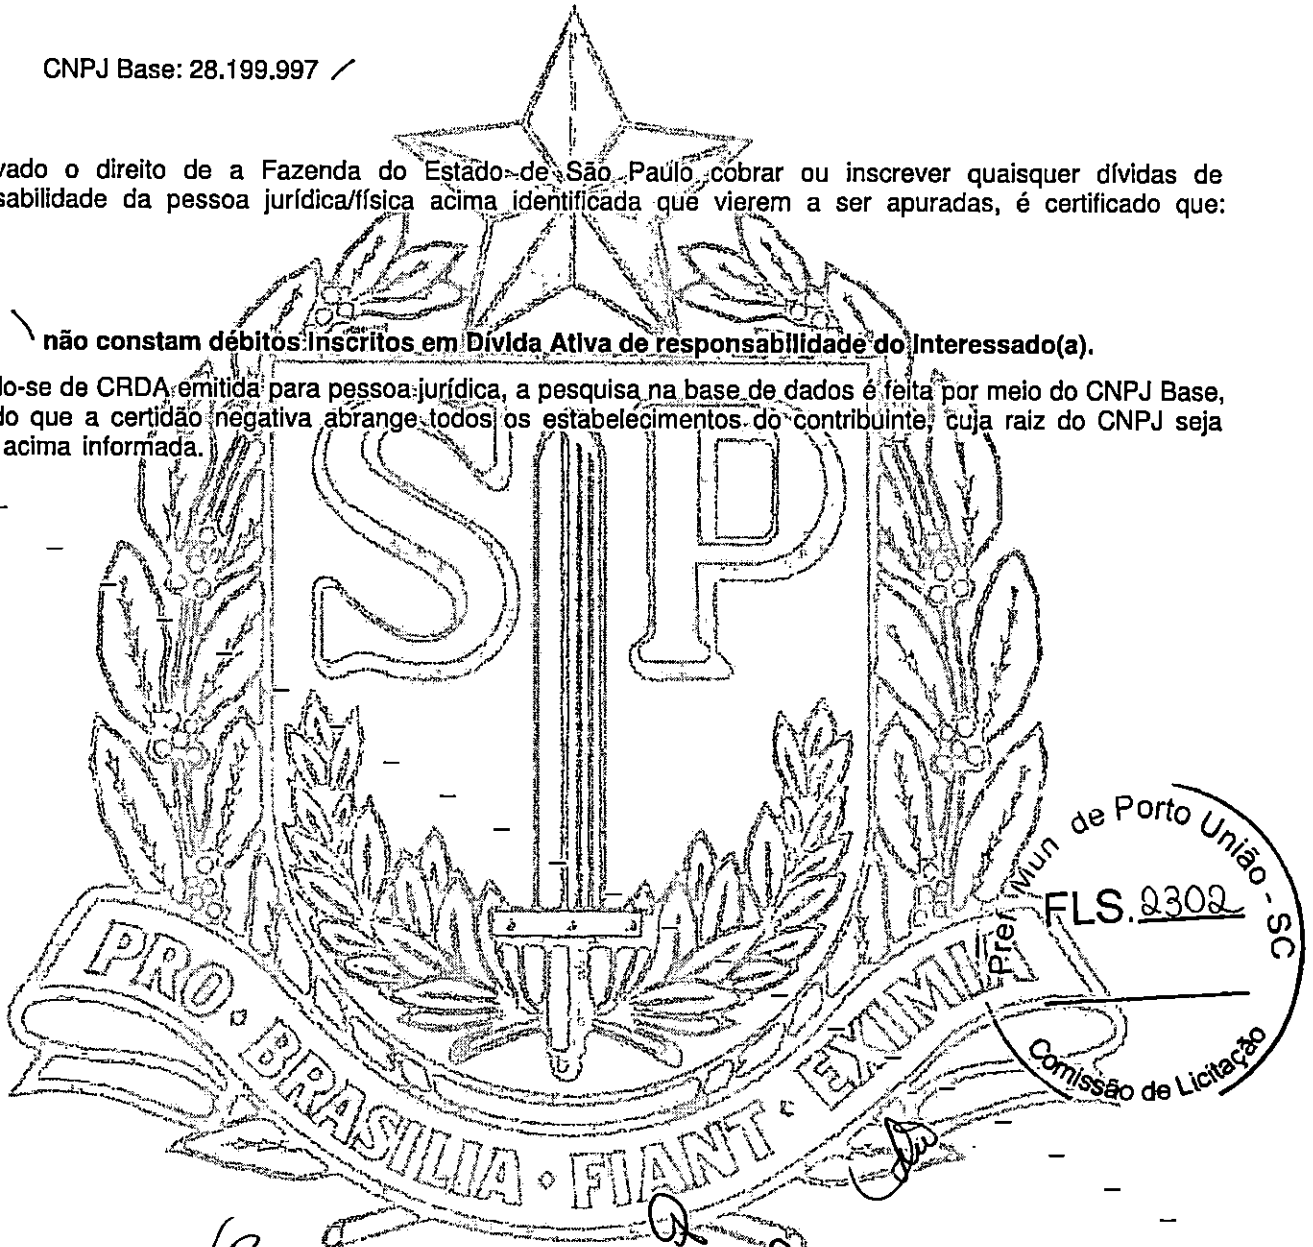 CNPJ Base: 28.199.997
vado o direito de a Fazenda do Estado de São Paulo cobrar ou inscrever quaisquer dívidas de
sabilidade da pessoa jurídica/física acima identificada que vierem a ser apuradas, é certificado que:
não constam débitos inscritos em Dívida Ativa de responsabilidade do Interessado(a).
do-se de CRDA emitida para pessoa jurídica, a pesquisa na base de dados é feita por meio do CNPJ Base,
do que a certidão negativa abrange todos os estabelecimentos do contribuinte, cuja raiz do CNPJ seja
acima informada.
SP
Pref Mun de Porto União - SC
FLS. 2302
Comissão de Licitação
PRO · BRASILIA · FIANT · EXIMIA